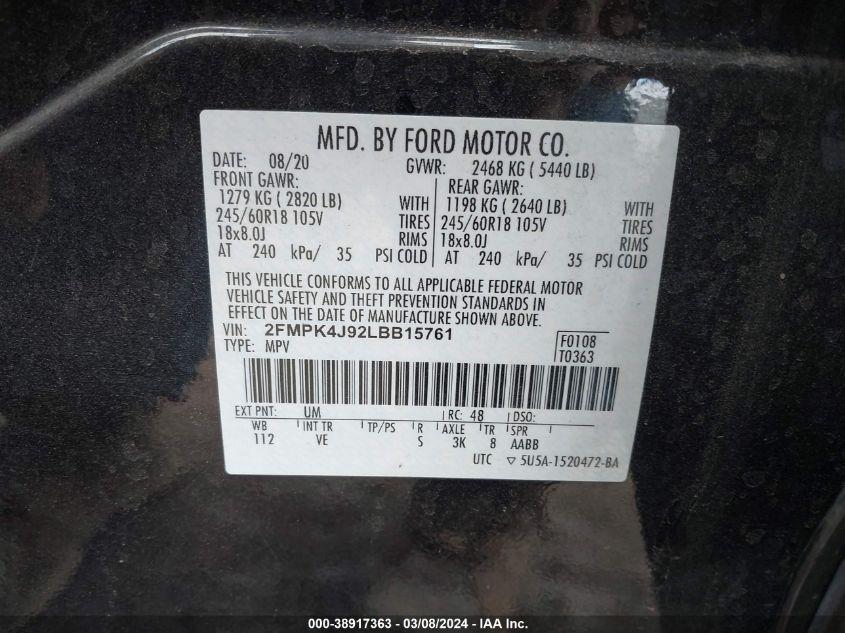 MFD. BY FORD MOTOR CO.
DATE: 08/20 GVWR: 2468 KG ( 5440 LB)
FRONT GAWR: REAR GAWR:
1279 KG ( 2820 LB) WITH 1198 KG ( 2640 LB) WITH
245/60R18 105V TIRES 245/60R18 105V TIRES
18x8.0J RIMS 18x8.0J RIMS
AT 240 kPa/ 35 PSI COLD AT 240 kPa/ 35 PSI COLD
THIS VEHICLE CONFORMS TO ALL APPLICABLE FEDERAL MOTOR
VEHICLE SAFETY AND THEFT PREVENTION STANDARDS IN
EFFECT ON THE DATE OF MANUFACTURE SHOWN ABOVE.
VIN: 2FMPK4J92LBB15761
TYPE: MPV
F0108
T0363
EXT PNT: UM RC: 48 DSO:
WB INT TR TP/PS R AXLE TR SPR
112 VE S 3K 8 AABB
UTC ▽ 5U5A-1520472-BA
000-38917363 - 03/08/2024 - IAA Inc.